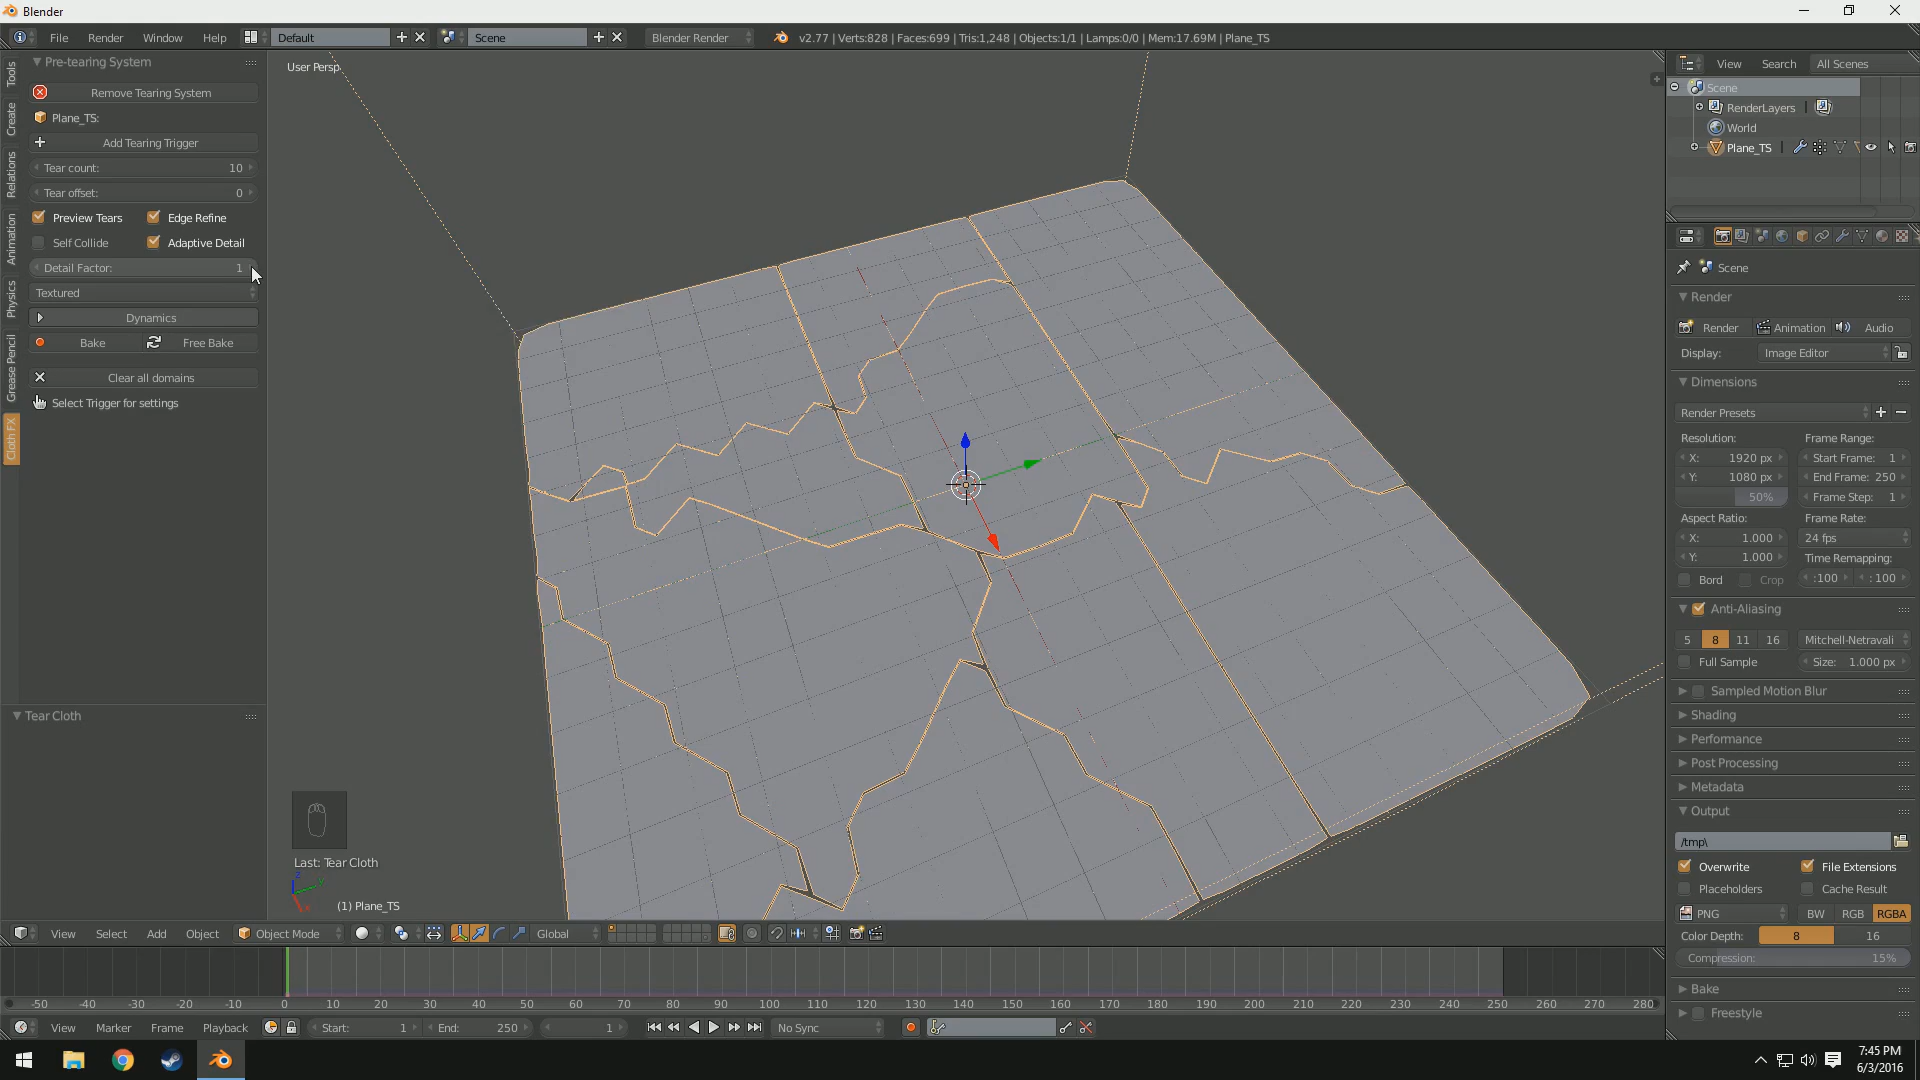 Blender
File Render Window Help Default Scene Blender Render v2.77 | Verts:828 | Faces:699 | Tris:1,248 | Objects:1/1 | Lamps:0/0 | Mem:17.69M | Plane_TS
Pre-tearing System
Remove Tearing System
Plane_TS:
Add Tearing Trigger
Tear count: 10
Tear offset: 0
Preview Tears Edge Refine
Self Collide Adaptive Detail
Detail Factor: 1
Textured
Dynamics
Bake Free Bake
Clear all domains
Select Trigger for settings
Tear Cloth
Tools
Create
Relations
Animation
Physics
Grease Pencil
Cloth FX
User Persp
Last: Tear Cloth
(1) Plane_TS
View Search All Scenes
Scene
RenderLayers
World
Plane_TS
Scene
Render
Render Animation Audio
Display: Image Editor
Dimensions
Render Presets
Resolution: Frame Range:
X: 1920 px Start Frame: 1
Y: 1080 px End Frame: 250
50% Frame Step: 1
Aspect Ratio: Frame Rate:
X: 1.000 24 fps
Y: 1.000 Time Remapping:
Bord Crop :100 : 100
Anti-Aliasing
5 8 11 16 Mitchell-Netravali
Full Sample Size: 1.000 px
Sampled Motion Blur
Shading
Performance
Post Processing
Metadata
Output
/tmp\
Overwrite File Extensions
Placeholders Cache Result
PNG BW RGB RGBA
Color Depth: 8 16
Compression: 15%
Bake
Freestyle
View Select Add Object Object Mode Global
-50 -40 -30 -20 -10 0 10 20 30 40 50 60 70 80 90 100 110 120 130 140 150 160 170 180 190 200 210 220 230 240 250 260 270 280
View Marker Frame Playback Start: 1 End: 250 1 No Sync
7:45 PM
6/3/2016